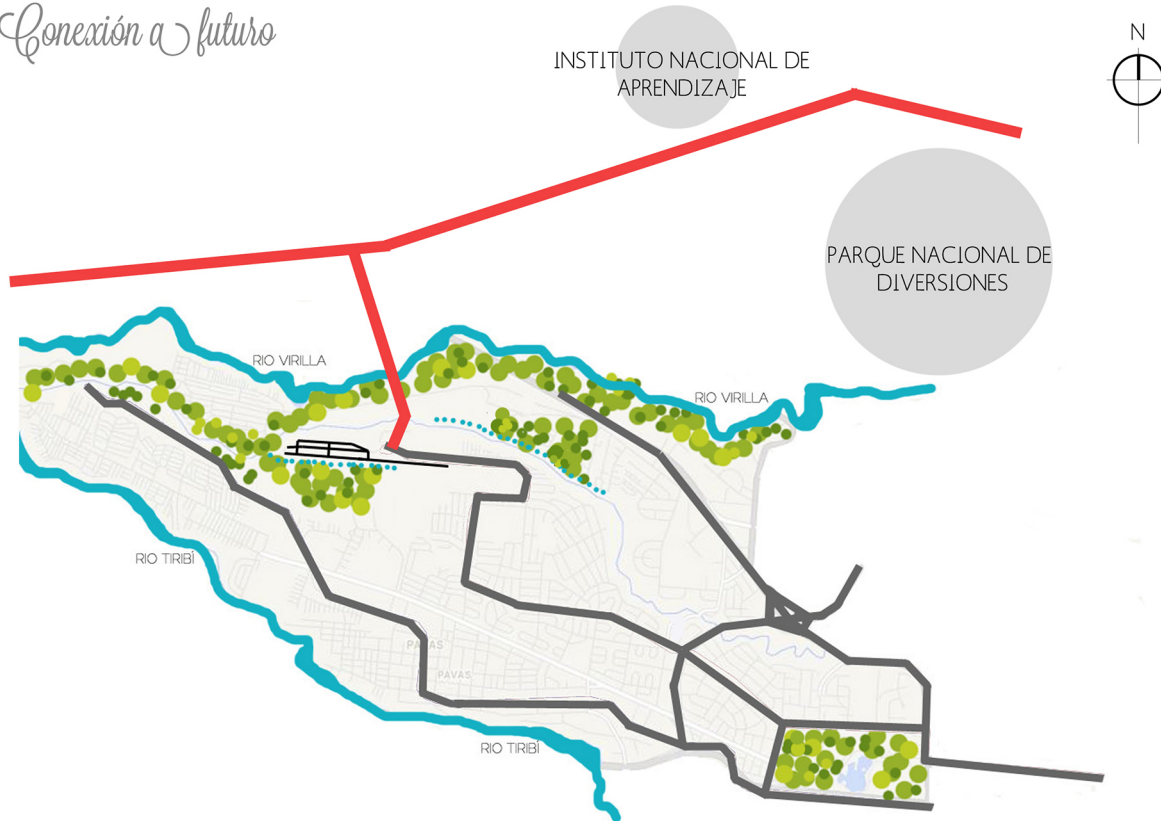 Conexión a futuro
N
INSTITUTO NACIONAL DE
APRENDIZAJE
PARQUE NACIONAL DE
DIVERSIONES
RIO VIRILLA
RIO VIRILLA
RIO TIRIBÍ
PAVAS
PAVAS
RIO TIRIBÍ